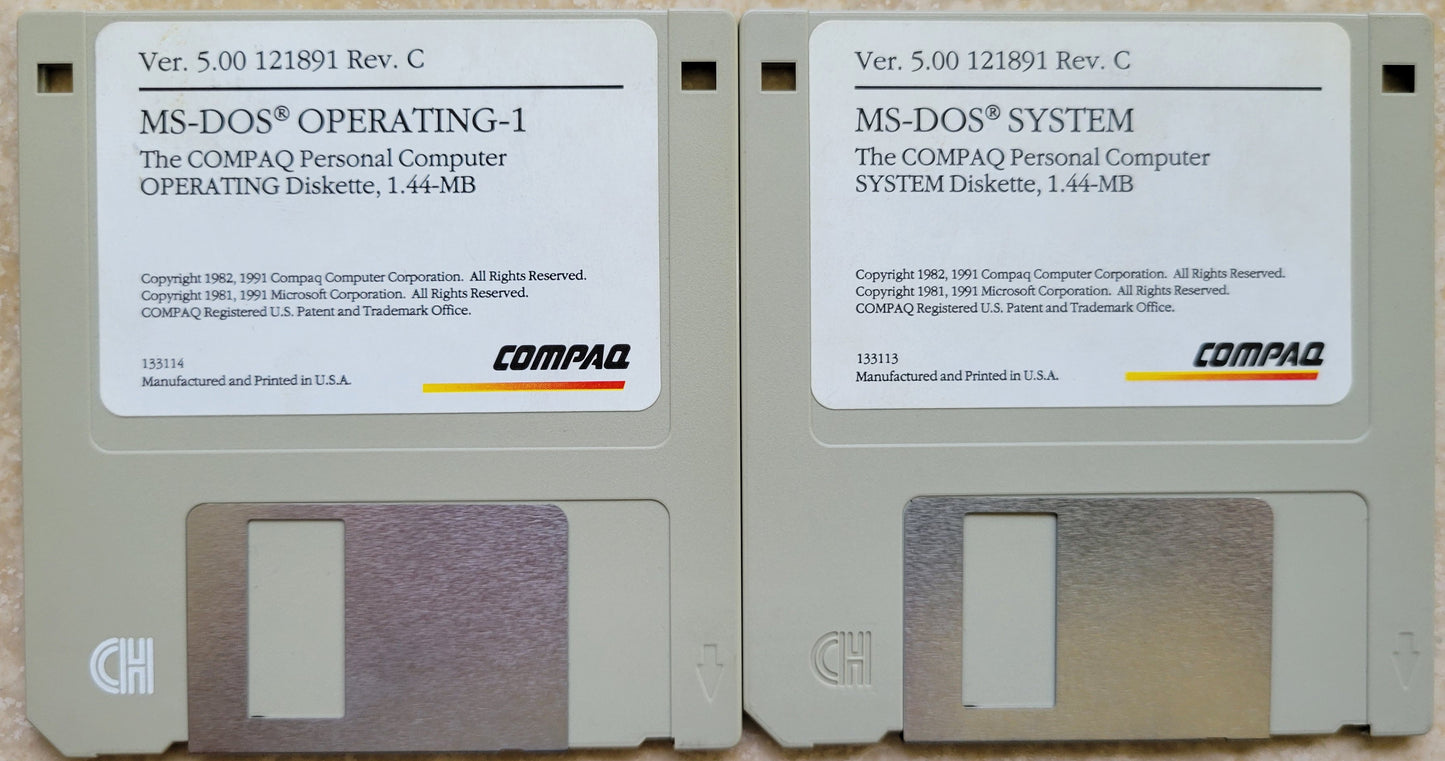 Ver. 5.00 121891 Rev. C
MS-DOS® OPERATING-1
The COMPAQ Personal Computer
OPERATING Diskette, 1.44-MB
Copyright 1982, 1991 Compaq Computer Corporation. All Rights Reserved.
Copyright 1981, 1991 Microsoft Corporation. All Rights Reserved.
COMPAQ Registered U.S. Patent and Trademark Office.
133114
Manufactured and Printed in U.S.A.
COMPAQ
CH
Ver. 5.00 121891 Rev. C
MS-DOS® SYSTEM
The COMPAQ Personal Computer
SYSTEM Diskette, 1.44-MB
Copyright 1982, 1991 Compaq Computer Corporation. All Rights Reserved.
Copyright 1981, 1991 Microsoft Corporation. All Rights Reserved.
COMPAQ Registered U.S. Patent and Trademark Office.
133113
Manufactured and Printed in U.S.A.
COMPAQ
CH